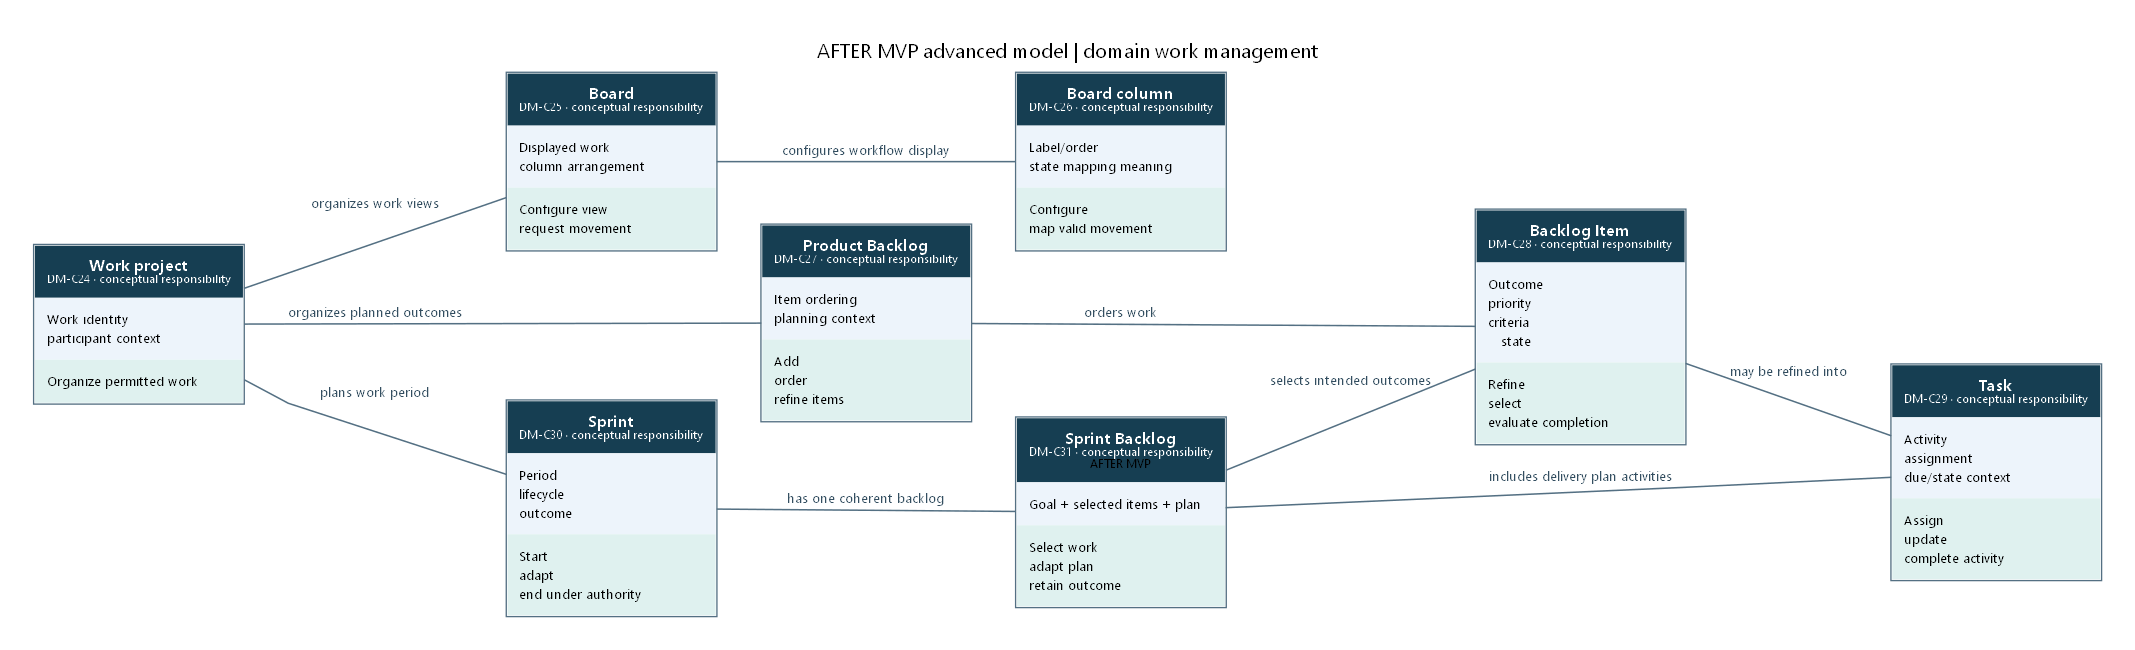 AFTER MVP advanced model | domain work management
Board
DM-C25 · conceptual responsibility
Displayed work
column arrangement
Configure view
request movement
configures workflow display
Board column
DM-C26 · conceptual responsibility
Label/order
state mapping meaning
Configure
map valid movement
organizes work views
Work project
DM-C24 · conceptual responsibility
Work identity
participant context
Organize permitted work
organizes planned outcomes
Product Backlog
DM-C27 · conceptual responsibility
Item ordering
planning context
Add
order
refine items
orders work
Backlog Item
DM-C28 · conceptual responsibility
Outcome
priority
criteria
state
Refine
select
evaluate completion
plans work period
Sprint
DM-C30 · conceptual responsibility
Period
lifecycle
outcome
Start
adapt
end under authority
has one coherent backlog
Sprint Backlog
DM-C31 · conceptual responsibility
AFTER MVP
Goal + selected items + plan
Select work
adapt plan
retain outcome
selects intended outcomes
may be refined into
includes delivery plan activities
Task
DM-C29 · conceptual responsibility
Activity
assignment
due/state context
Assign
update
complete activity